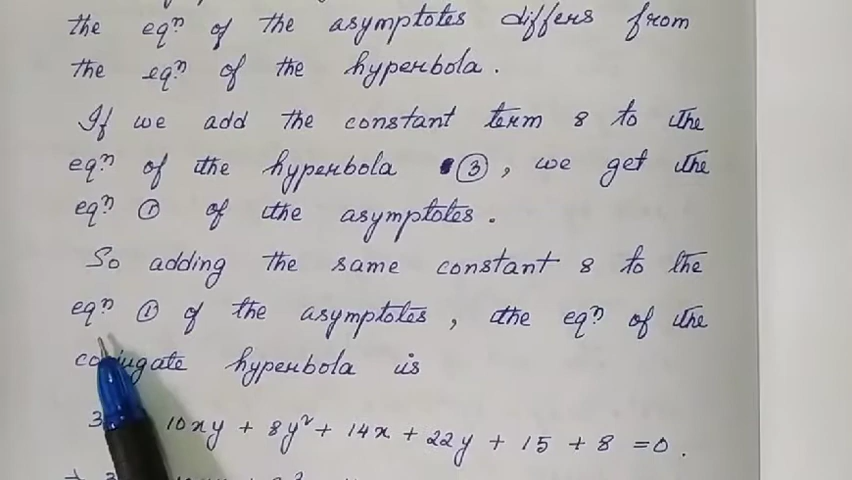 the eqⁿ of the asymptotes differs from
the eqⁿ of the hyperbola.
If we add the constant term 8 to the
eqⁿ of the hyperbola ③, we get the
eqⁿ ① of the asymptotes.
So adding the same constant 8 to the
eqⁿ ① of the asymptotes, the eqⁿ of the
conjugate hyperbola is
3 10xy + 8y² + 14x + 22y + 15 + 8 = 0.